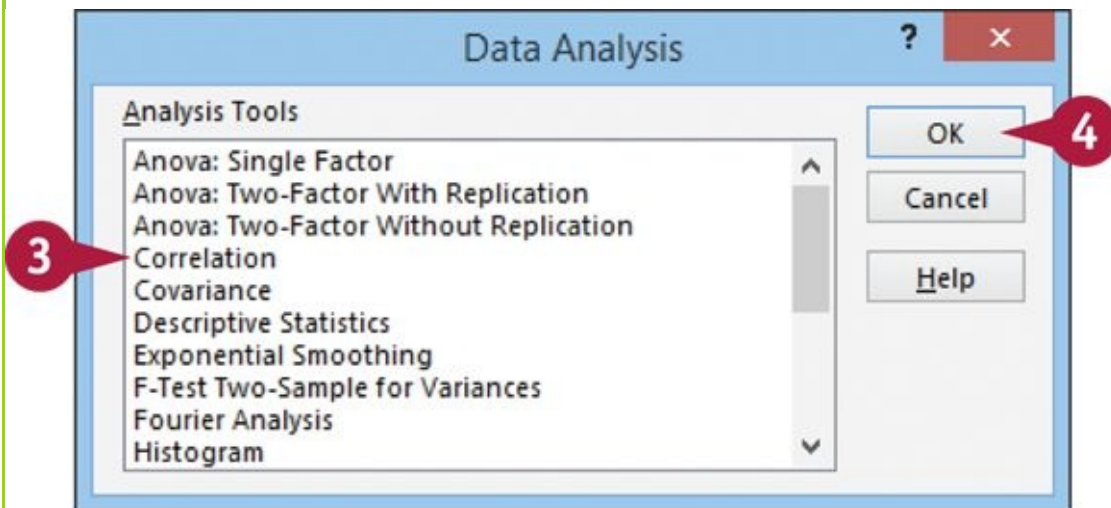 Data Analysis
?
×
Analysis Tools
Anova: Single Factor
Anova: Two-Factor With Replication
Anova: Two-Factor Without Replication
Correlation
Covariance
Descriptive Statistics
Exponential Smoothing
F-Test Two-Sample for Variances
Fourier Analysis
Histogram
OK
Cancel
Help
3
4